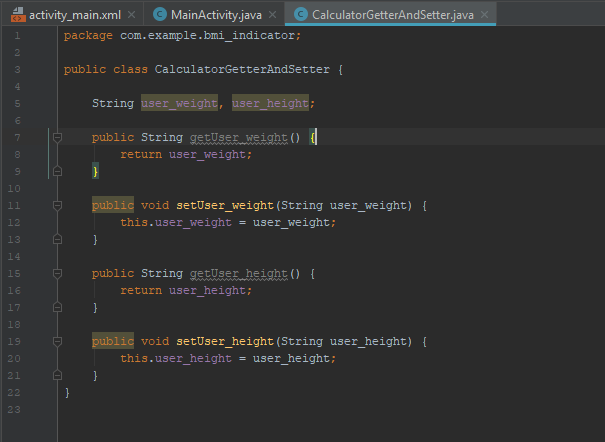 activity_main.xml × MainActivity.java × CalculatorGetterAndSetter.java ×
1 package com.example.bmi_indicator;
2
3 public class CalculatorGetterAndSetter {
4
5 String user_weight, user_height;
6
7 public String getUser_weight() {
8 return user_weight;
9 }
10
11 public void setUser_weight(String user_weight) {
12 this.user_weight = user_weight;
13 }
14
15 public String getUser_height() {
16 return user_height;
17 }
18
19 public void setUser_height(String user_height) {
20 this.user_height = user_height;
21 }
22 }
23